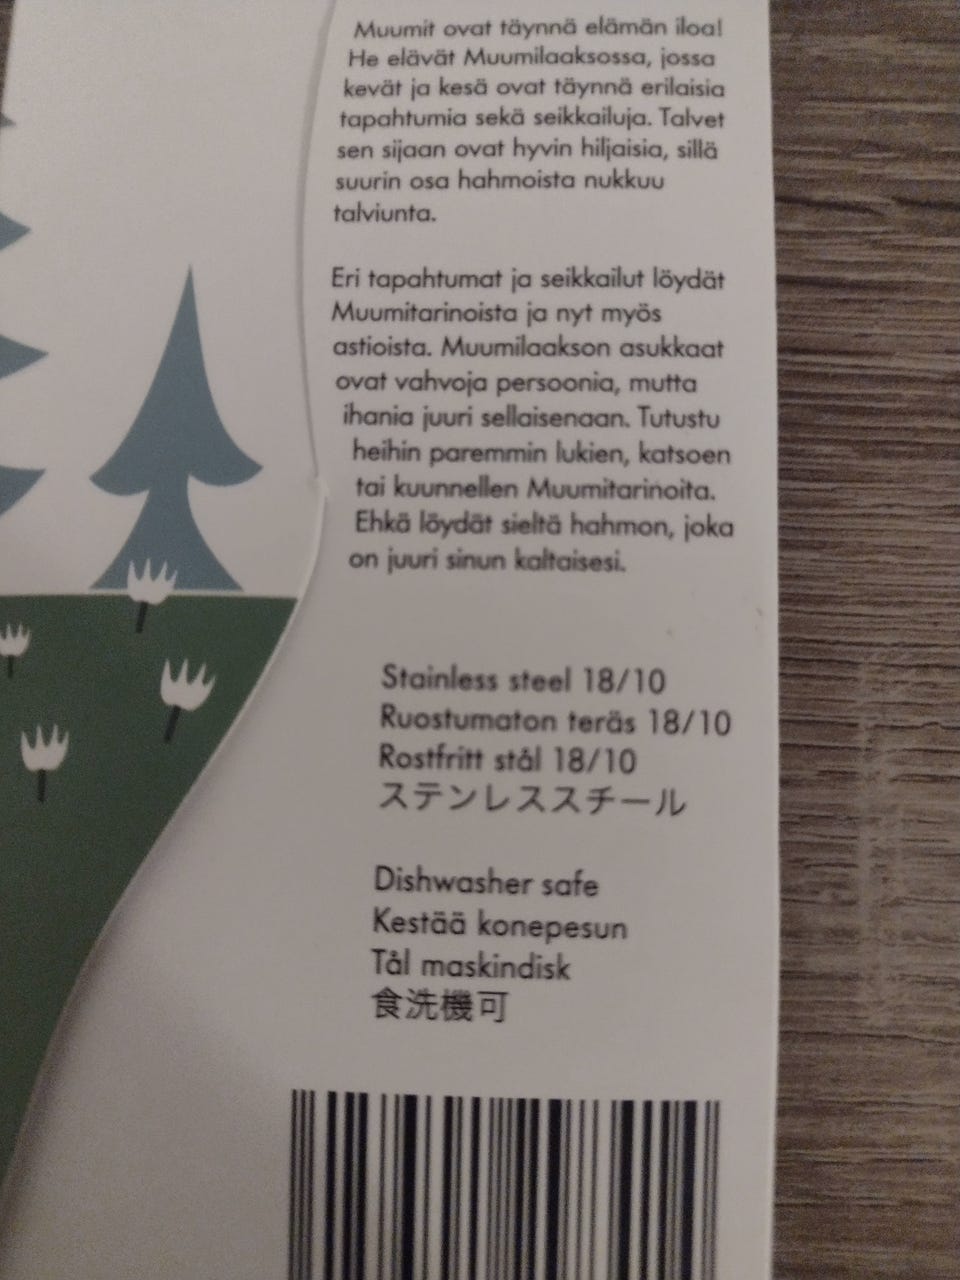 Muumit ovat täynnä elämän iloa!
He elävät Muumilaaksossa, jossa
kevät ja kesä ovat täynnä erilaisia
tapahtumia sekä seikkailuja. Talvet
sen sijaan ovat hyvin hiljaisia, sillä
suurin osa hahmoista nukkuu
talviunta.
Eri tapahtumat ja seikkailut löydät
Muumitarinoista ja nyt myös
astioista. Muumilaakson asukkaat
ovat vahvoja persoonia, mutta
ihania juuri sellaisenaan. Tutustu
heihin paremmin lukien, katsoen
tai kuunnellen Muumitarinoita.
Ehkä löydät sieltä hahmon, joka
on juuri sinun kaltaisesi.
Stainless steel 18/10
Ruostumaton teräs 18/10
Rostfritt stål 18/10
ステンレススチール
Dishwasher safe
Kestää konepesun
Tål maskindisk
食洗機可